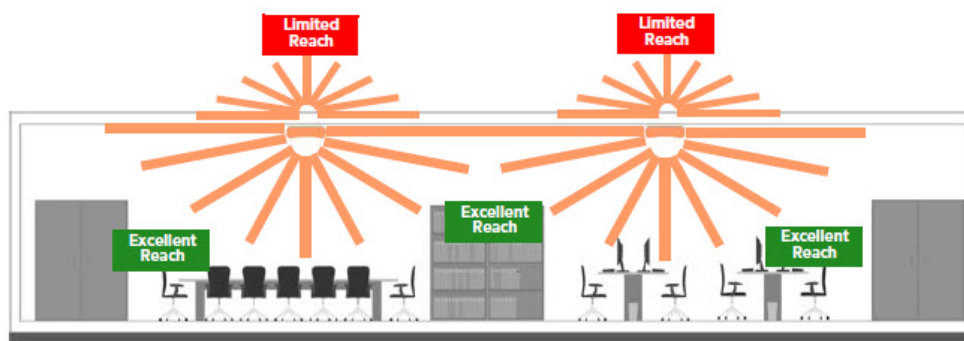 Limited
Reach
Limited
Reach
Excellent
Reach
Excellent
Reach
Excellent
Reach